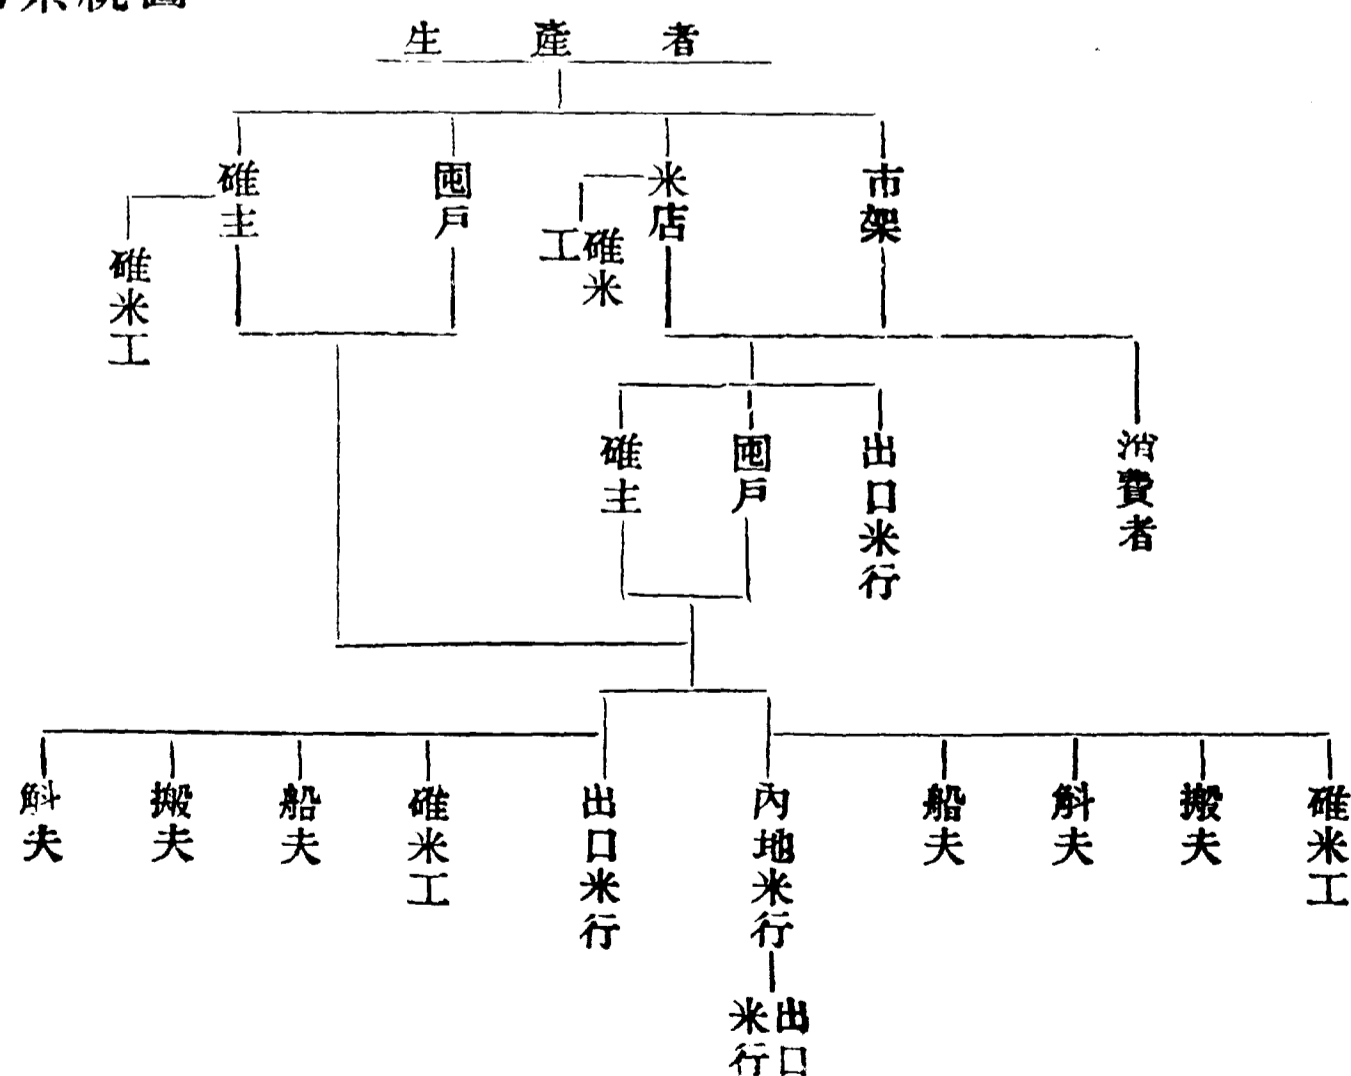 系統圖
生產者
碓主
囤戶
米店
市架
碓米工
碓米工
碓主
囤戶
出口米行
消費者
斛夫
搬夫
船夫
碓米工
出口米行
內地米行
船夫
斛夫
搬夫
碓米工
出口米行